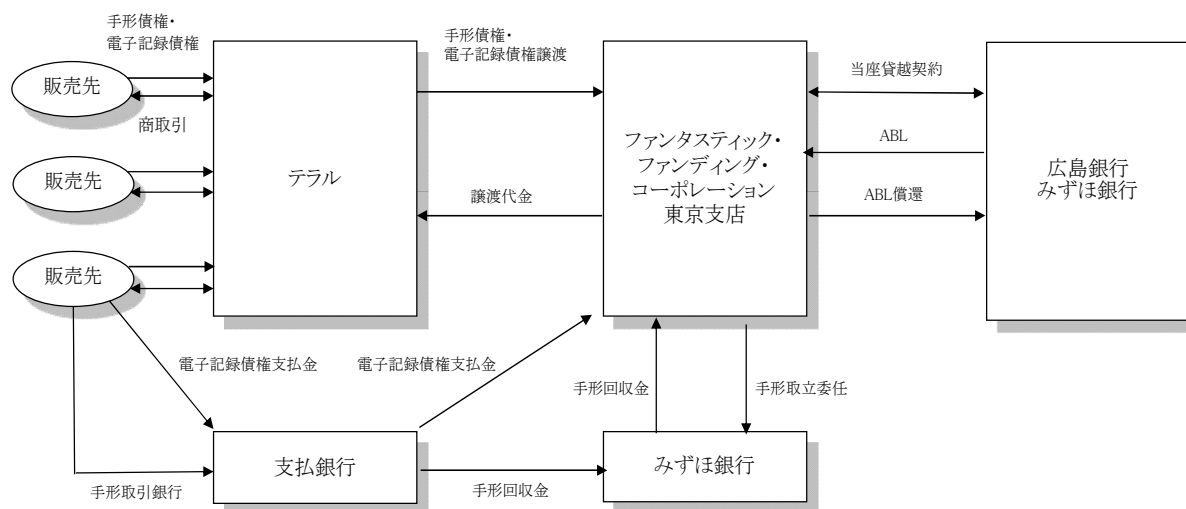 手形債権・
電子記録債権
手形債権・
電子記録債権譲渡
販売先
商取引
販売先
販売先
テラル
譲渡代金
ファンタスティック・
ファンディング・
コーポレーション
東京支店
当座貸越契約
ABL
ABL償還
広島銀行
みずほ銀行
電子記録債権支払金
電子記録債権支払金
手形回収金
手形取立委任
支払銀行
みずほ銀行
手形取引銀行
手形回収金